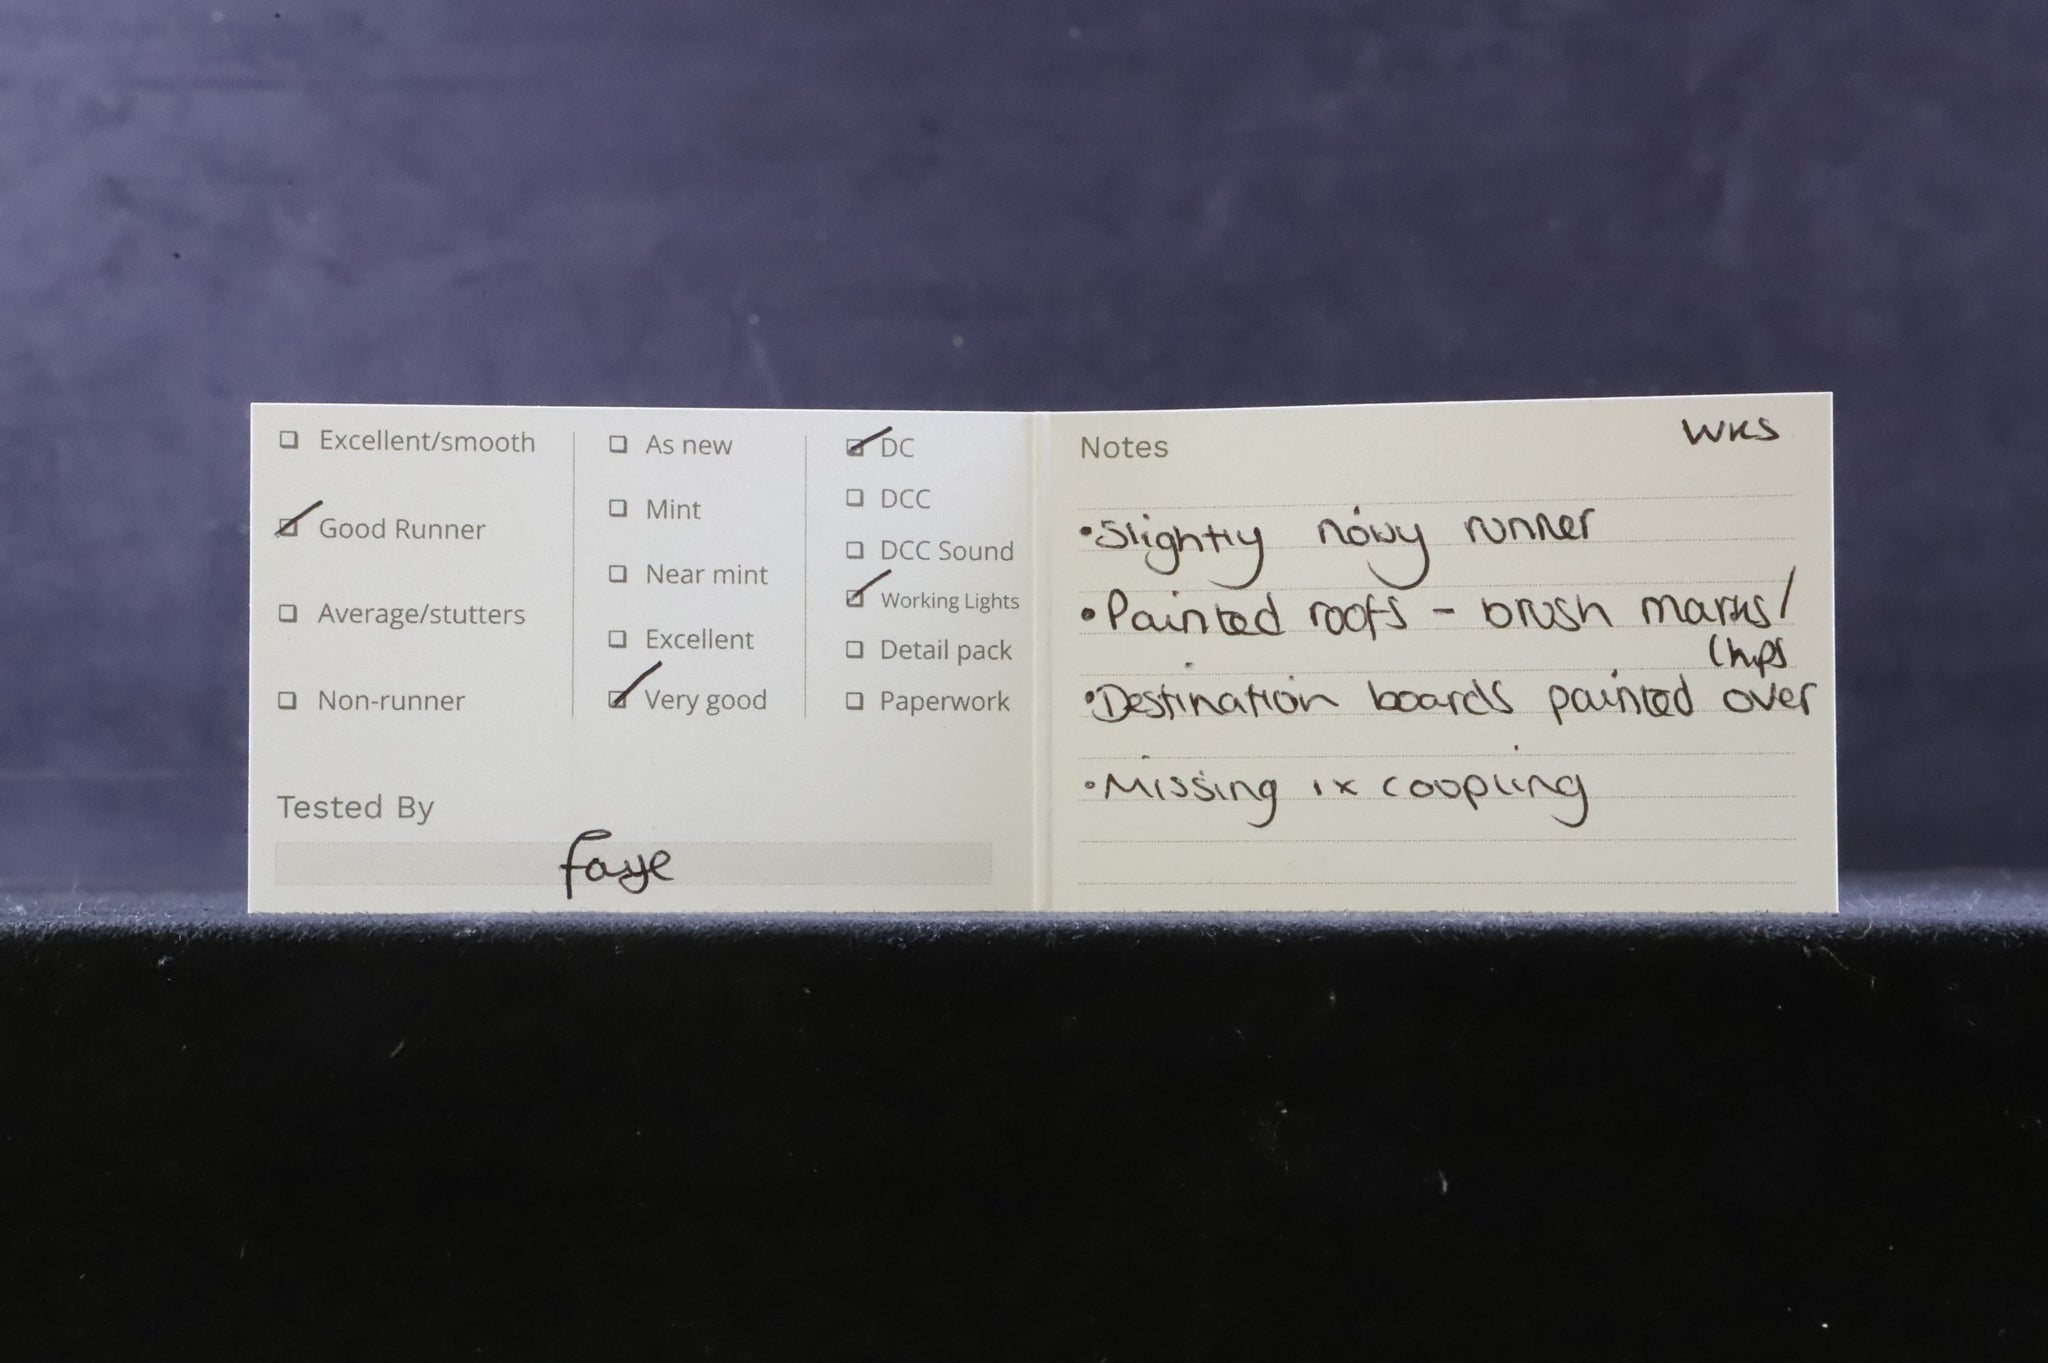 Excellent/smooth
Good Runner
Average/stutters
Non-runner
As new
Mint
Near mint
Excellent
Very good
DC
DCC
DCC Sound
Working Lights
Detail pack
Paperwork
Tested By
Faye
Notes
WKS
•Slightly noisy runner
•Painted roofs - brush marks/
chips
•Destination boards painted over
•Missing 1x coupling